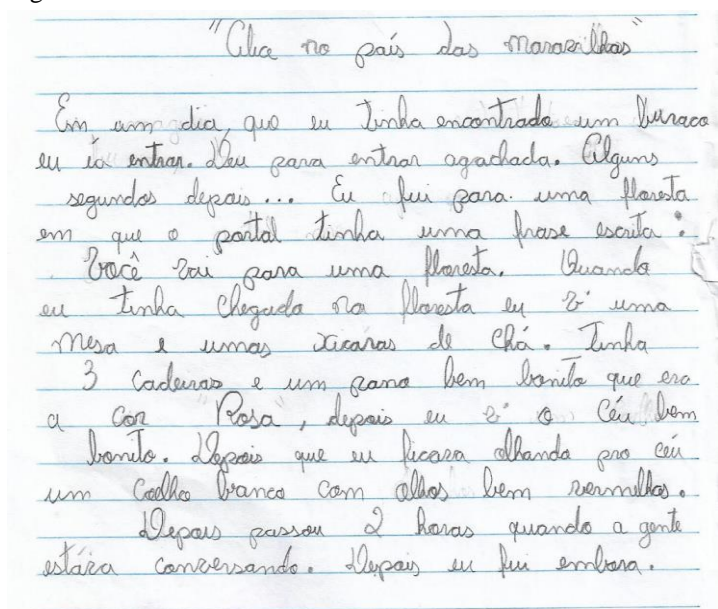 "Alice no país das maravilhas"
Em um dia, que eu tinha encontrado um buraco
eu ia entrar. Deu para entrar agachada. Alguns
segundos depois... Eu fui para uma floresta
em que o portal tinha uma frase escrita:
Você vai para uma floresta. Quando
eu tinha chegado na floresta eu vi uma
mesa e umas xicaras de chá. Tinha
3 cadeiras e um pano bem bonito que era
a cor "Rosa", depois eu vi o céu bem
bonito. Depois que eu ficava olhando pro céu
um coelho branco com olhos bem vermelhos.
Depois passou 2 horas quando a gente
estáva conversando. Depois eu fui embora.